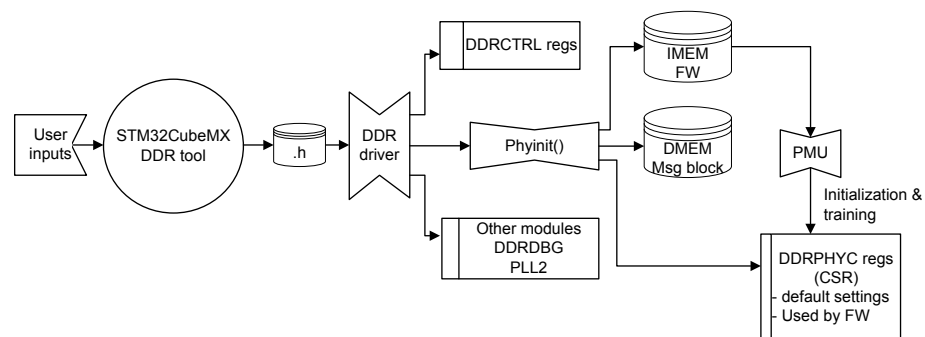 User
inputs
STM32CubeMX
DDR tool
.h
DDR
driver
DDRCTRL regs
Phyinit()
Other modules
DDRDBG
PLL2
IMEM
FW
DMEM
Msg block
PMU
Initialization &
training
DDRPHYC regs
(CSR)
- default settings
- Used by FW